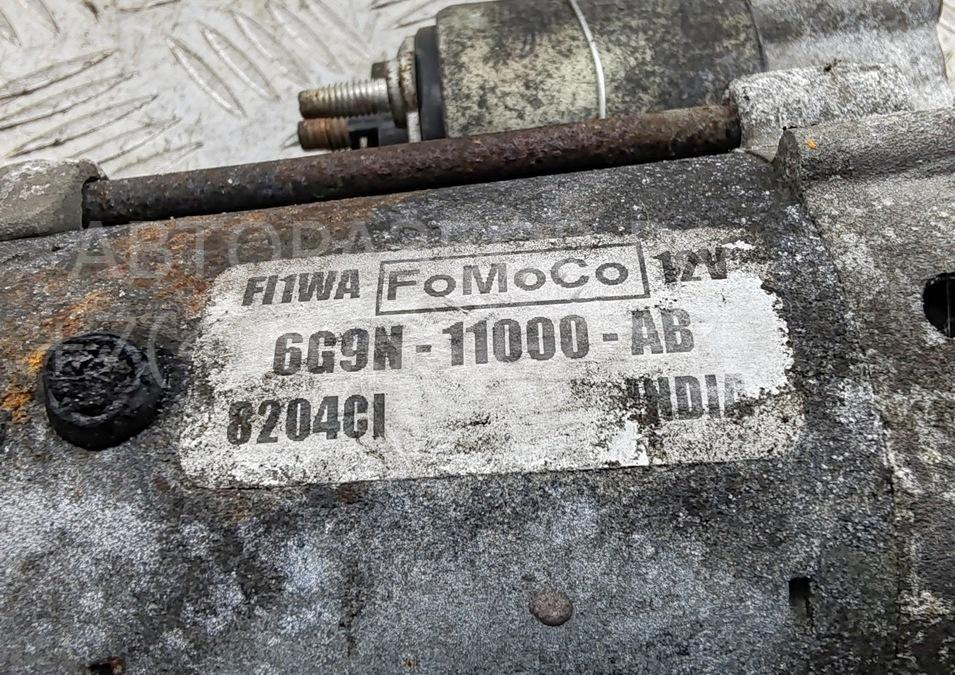 FI1WA FoMoCo 12V
6G9N - 11000 - AB
8204CI INDIA